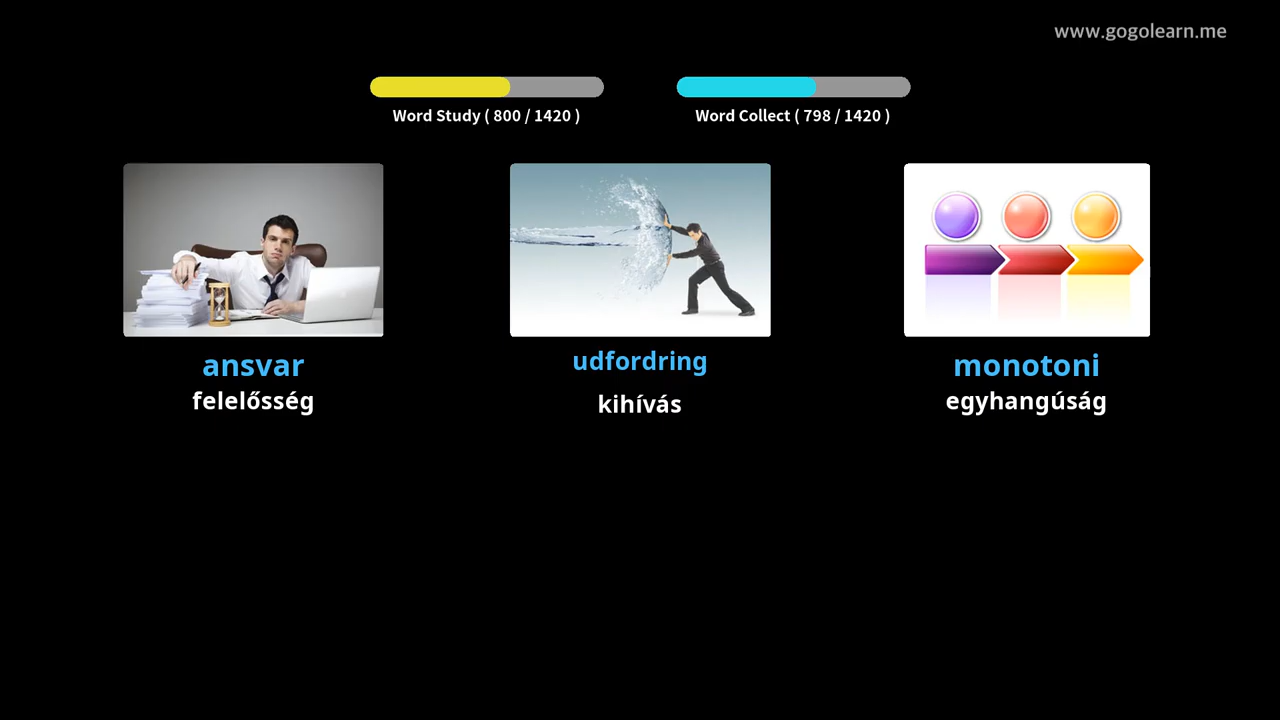 www.gogolearn.me
Word Study ( 800 / 1420 )
Word Collect ( 798 / 1420 )
ansvar
felelősség
udfordring
kihívás
monotoni
egyhangúság